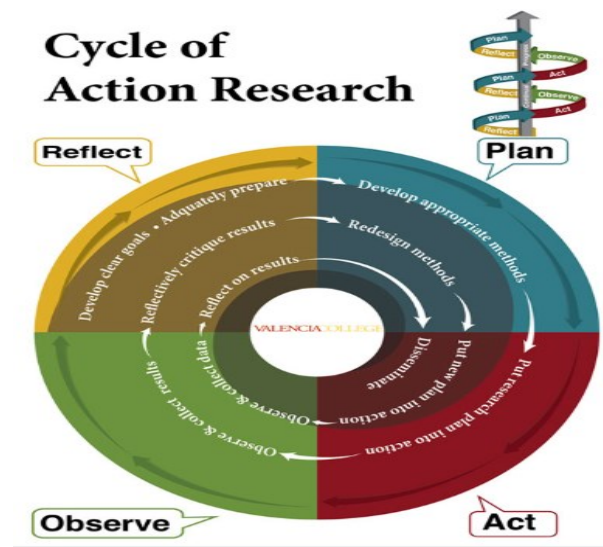 Cycle of
Action Research
Plan
Reflect
Observe
Plan
Act
Reflect
Observe
Plan
Act
Reflect
Reflect
Plan
Develop clear goals • Adquately prepare
Develop appropriate methods
Put research plan into action
Observe & collect results
Reflectively critique results
Redesign methods
Put new plan into action
Observe & collect data
Reflect on results
Disseminate
VALENCIACOLLEGE
Observe
Act